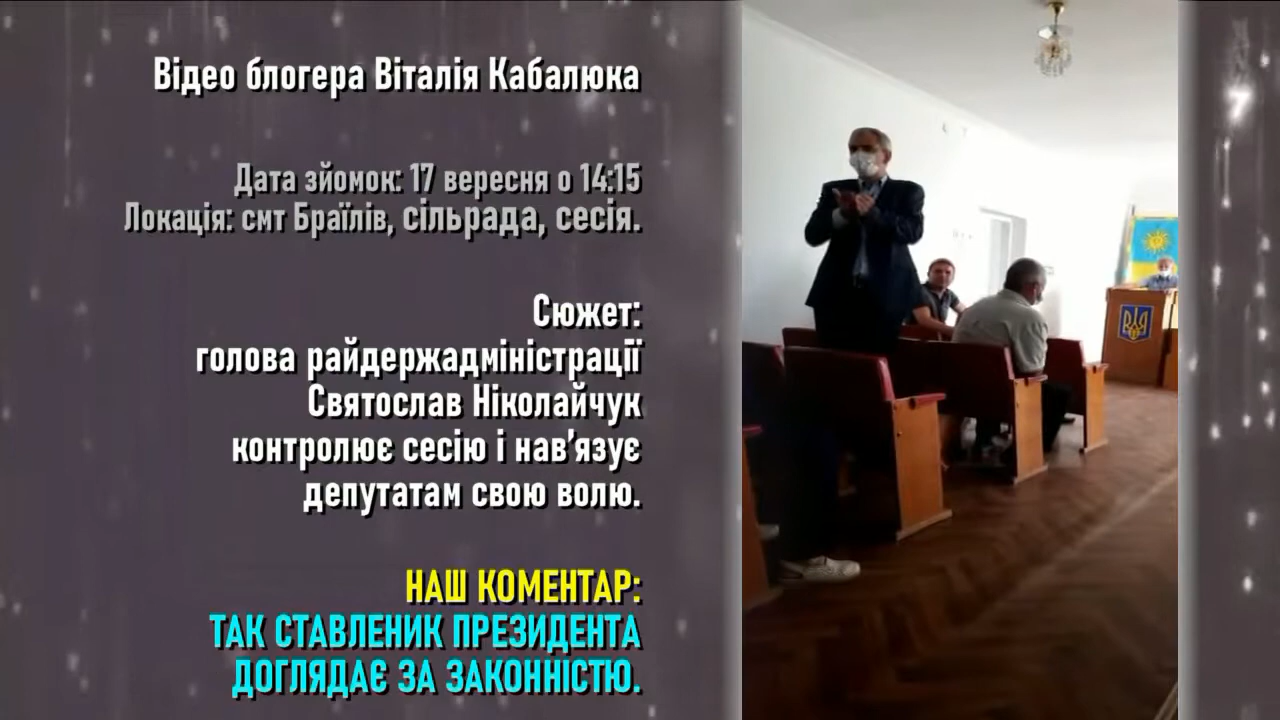 Відео блогера Віталія Кабалюка
Дата зйомок: 17 вересня о 14:15
Локація: смт Браїлів, сільрада, сесія.
Сюжет:
голова райдержадміністрації
Святослав Ніколайчук
контролює сесію і нав'язує
депутатам свою волю.
НАШ КОМЕНТАР:
ТАК СТАВЛЕНИК ПРЕЗИДЕНТА
ДОГЛЯДАЄ ЗА ЗАКОННІСТЮ.